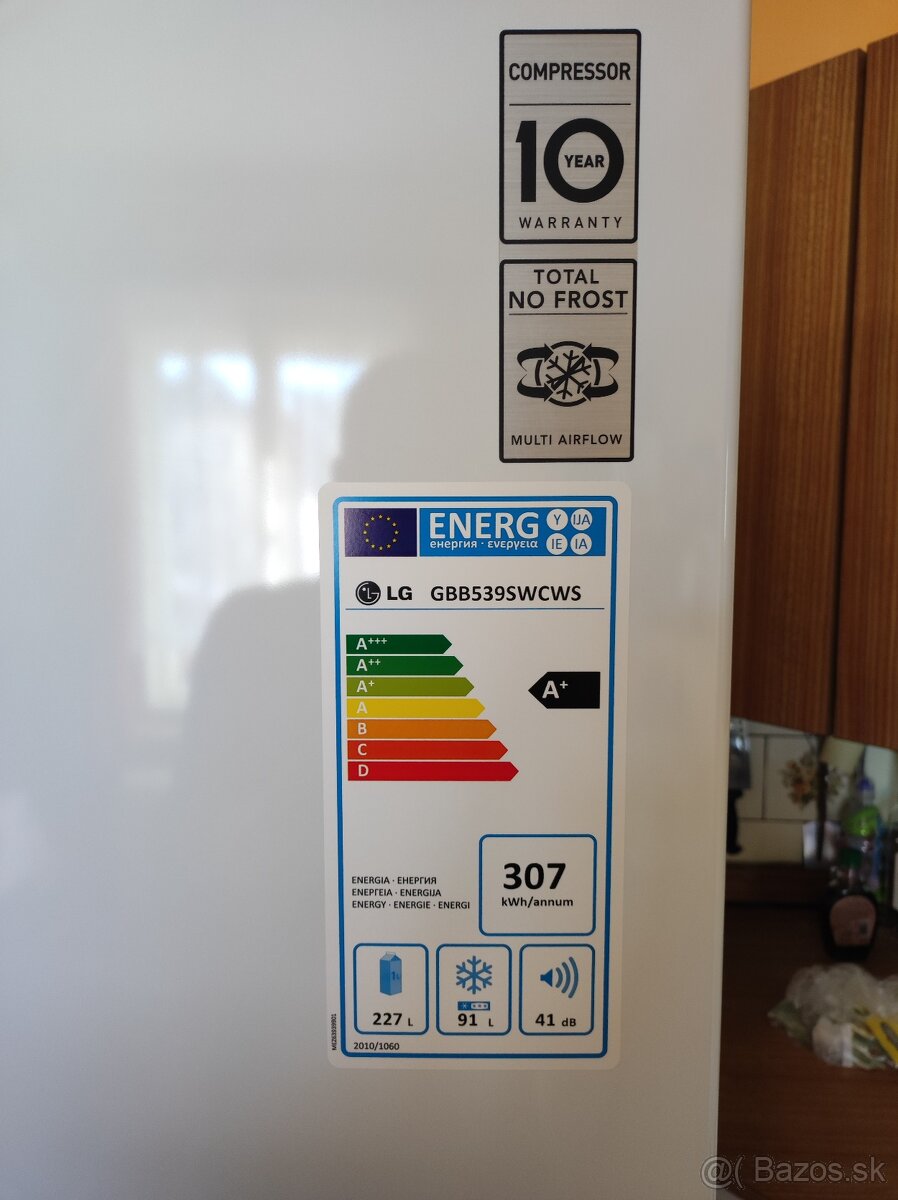 COMPRESSOR
10 YEAR
WARRANTY
TOTAL
NO FROST
MULTI AIRFLOW
ENERG Y IJA
енергия · ενεργεια IE IA
LG GBB539SWCWS
A+++
A++
A+
A+
A
B
C
D
307
kWh/annum
ENERGIA · ЕНЕРГИЯ
ΕΝΕΡΓΕΙΑ · ENERGIJA
ENERGY · ENERGIE · ENERGI
1L
227 L
91 L
41 dB
2010/1060
@( Bazos.sk